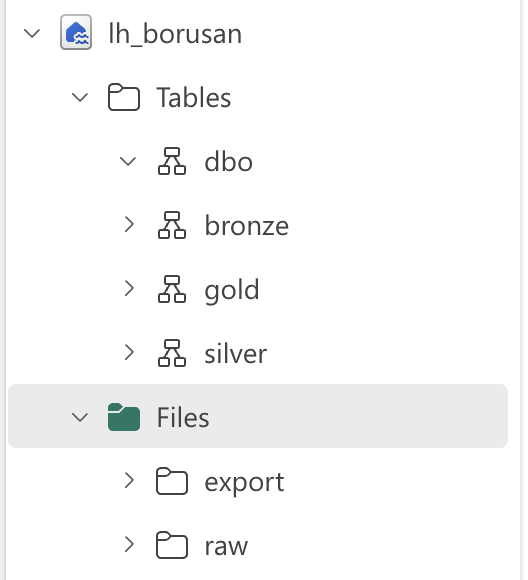 lh_borusan
Tables
dbo
bronze
gold
silver
Files
export
raw